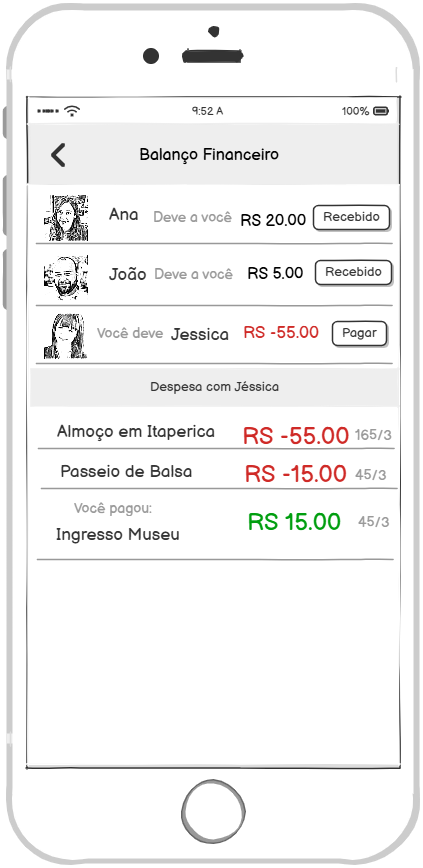 9:52 A 100%
Balanço Financeiro
Ana Deve a você RS 20.00 Recebido
João Deve a você RS 5.00 Recebido
Você deve Jessica RS -55.00 Pagar
Despesa com Jéssica
Almoço em Itaperica RS -55.00 165/3
Passeio de Balsa RS -15.00 45/3
Você pagou:
Ingresso Museu RS 15.00 45/3